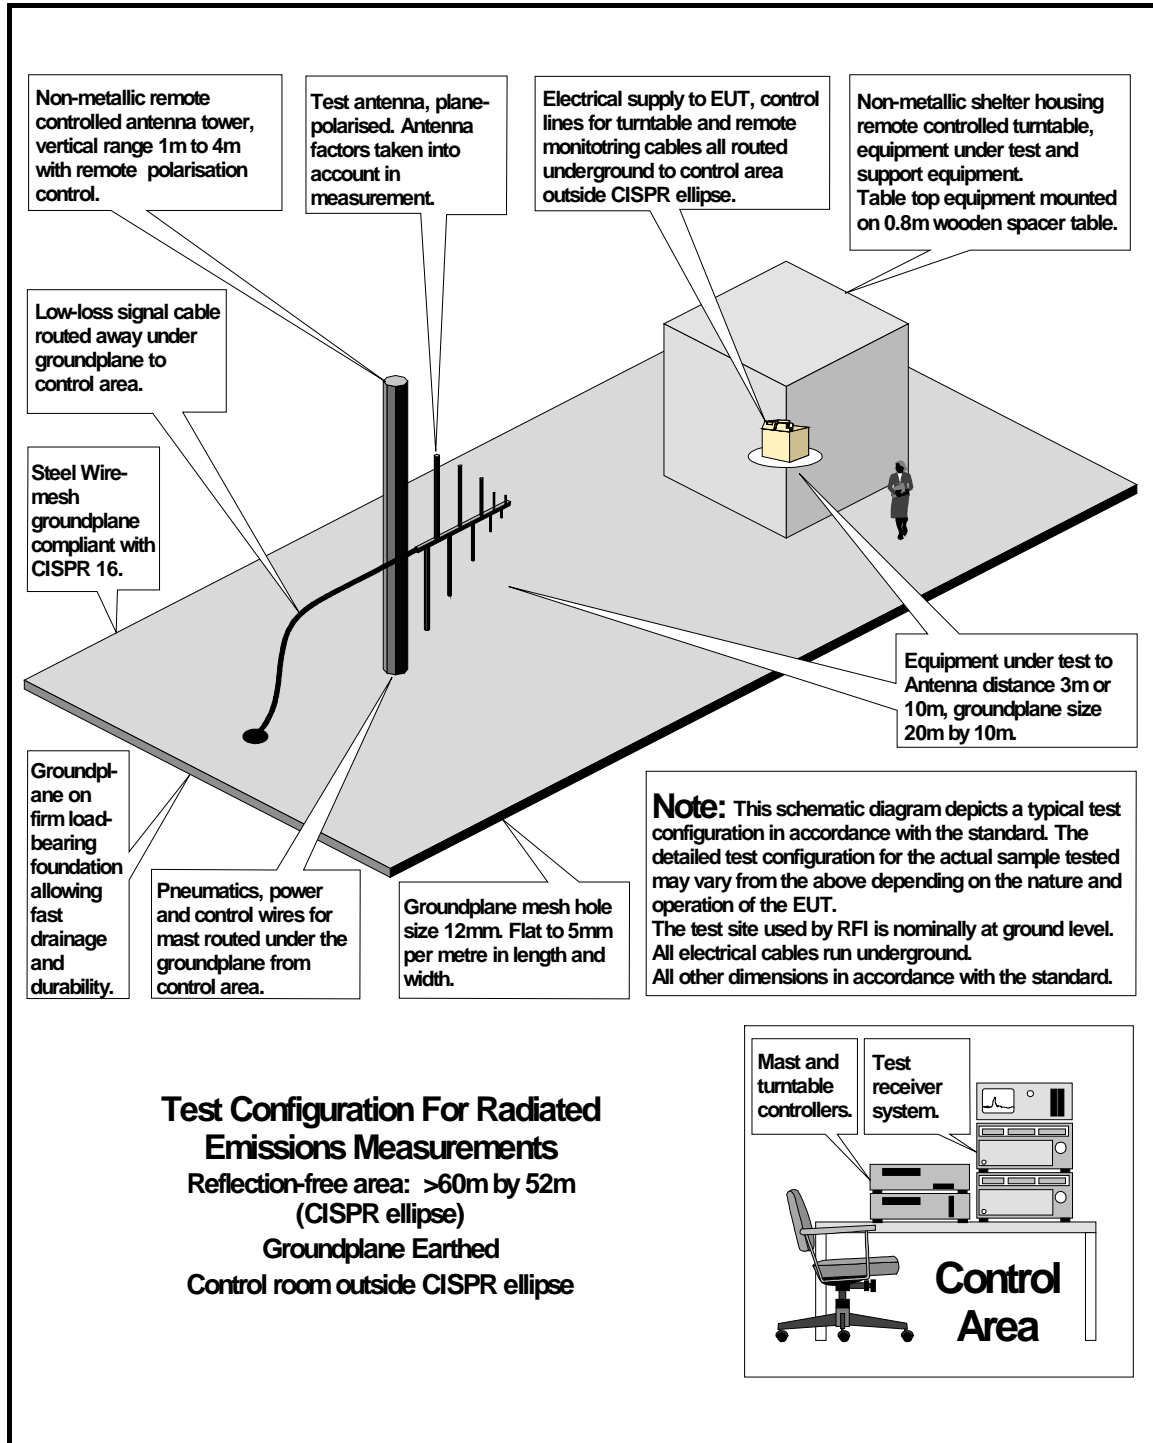 Non-metallic remote
controlled antenna tower,
vertical range 1m to 4m
with remote polarisation
control.
Test antenna, plane-
polarised. Antenna
factors taken into
account in
measurement.
Electrical supply to EUT, control
lines for turntable and remote
monitotring cables all routed
underground to control area
outside CISPR ellipse.
Non-metallic shelter housing
remote controlled turntable,
equipment under test and
support equipment.
Table top equipment mounted
on 0.8m wooden spacer table.
Low-loss signal cable
routed away under
groundplane to
control area.
Steel Wire-
mesh
groundplane
compliant with
CISPR 16.
Equipment under test to
Antenna distance 3m or
10m, groundplane size
20m by 10m.
Groundpl-
ane on
firm load-
bearing
foundation
allowing
fast
drainage
and
durability.
Pneumatics, power
and control wires for
mast routed under the
groundplane from
control area.
Groundplane mesh hole
size 12mm. Flat to 5mm
per metre in length and
width.
Note: This schematic diagram depicts a typical test
configuration in accordance with the standard. The
detailed test configuration for the actual sample tested
may vary from the above depending on the nature and
operation of the EUT.
The test site used by RFI is nominally at ground level.
All electrical cables run underground.
All other dimensions in accordance with the standard.
Test Configuration For Radiated
Emissions Measurements
Reflection-free area: >60m by 52m
(CISPR ellipse)
Groundplane Earthed
Control room outside CISPR ellipse
Mast and
turntable
controllers.
Test
receiver
system.
Control
Area